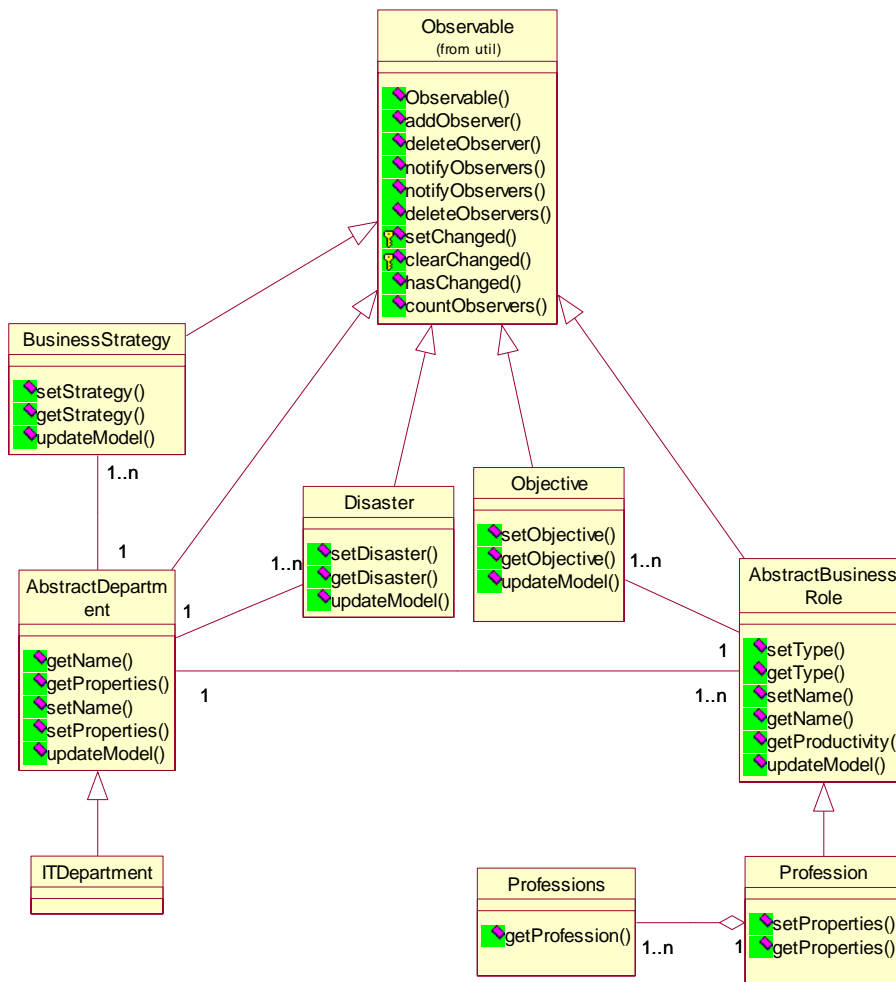 Observable
(from util)
Observable()
addObserver()
deleteObserver()
notifyObservers()
notifyObservers()
deleteObservers()
setChanged()
clearChanged()
hasChanged()
countObservers()
BusinessStrategy
setStrategy()
getStrategy()
updateModel()
1..n
1
Disaster
setDisaster()
getDisaster()
updateModel()
1..n
1
Objective
setObjective()
getObjective()
updateModel()
1..n
1
AbstractDepartm
ent
getName()
getProperties()
setName()
setProperties()
updateModel()
1
1..n
AbstractBusiness
Role
setType()
getType()
setName()
getName()
getProductivity(
updateModel()
ITDepartment
Professions
getProfession()
1..n
1
Profession
setProperties()
getProperties()